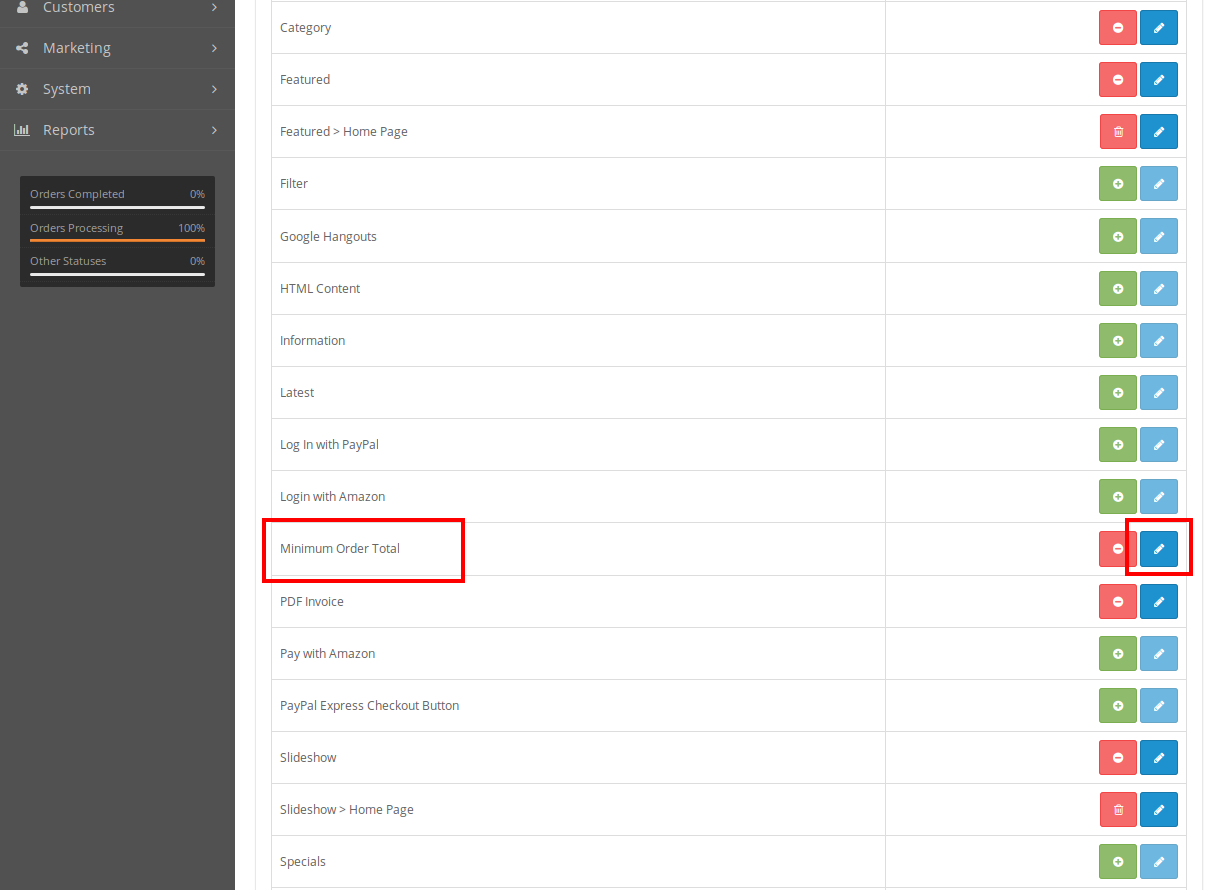 Customers
Marketing
System
Reports
Orders Completed 0%
Orders Processing 100%
Other Statuses 0%
Category
Featured
Featured > Home Page
Filter
Google Hangouts
HTML Content
Information
Latest
Log In with PayPal
Login with Amazon
Minimum Order Total
PDF Invoice
Pay with Amazon
PayPal Express Checkout Button
Slideshow
Slideshow > Home Page
Specials